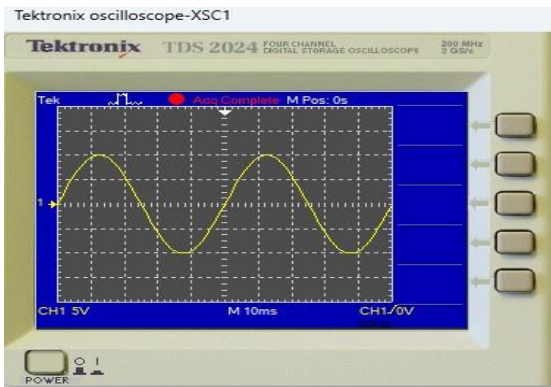 Tektronix oscilloscope-XSC1
Tektronix TDS 2024 FOUR CHANNEL DIGITAL STORAGE OSCILLOSCOPE 200 MHz 2 GS/s
Tek Acq Complete M Pos: 0s
1
CH1 5V M 10ms CH1/0V
POWER